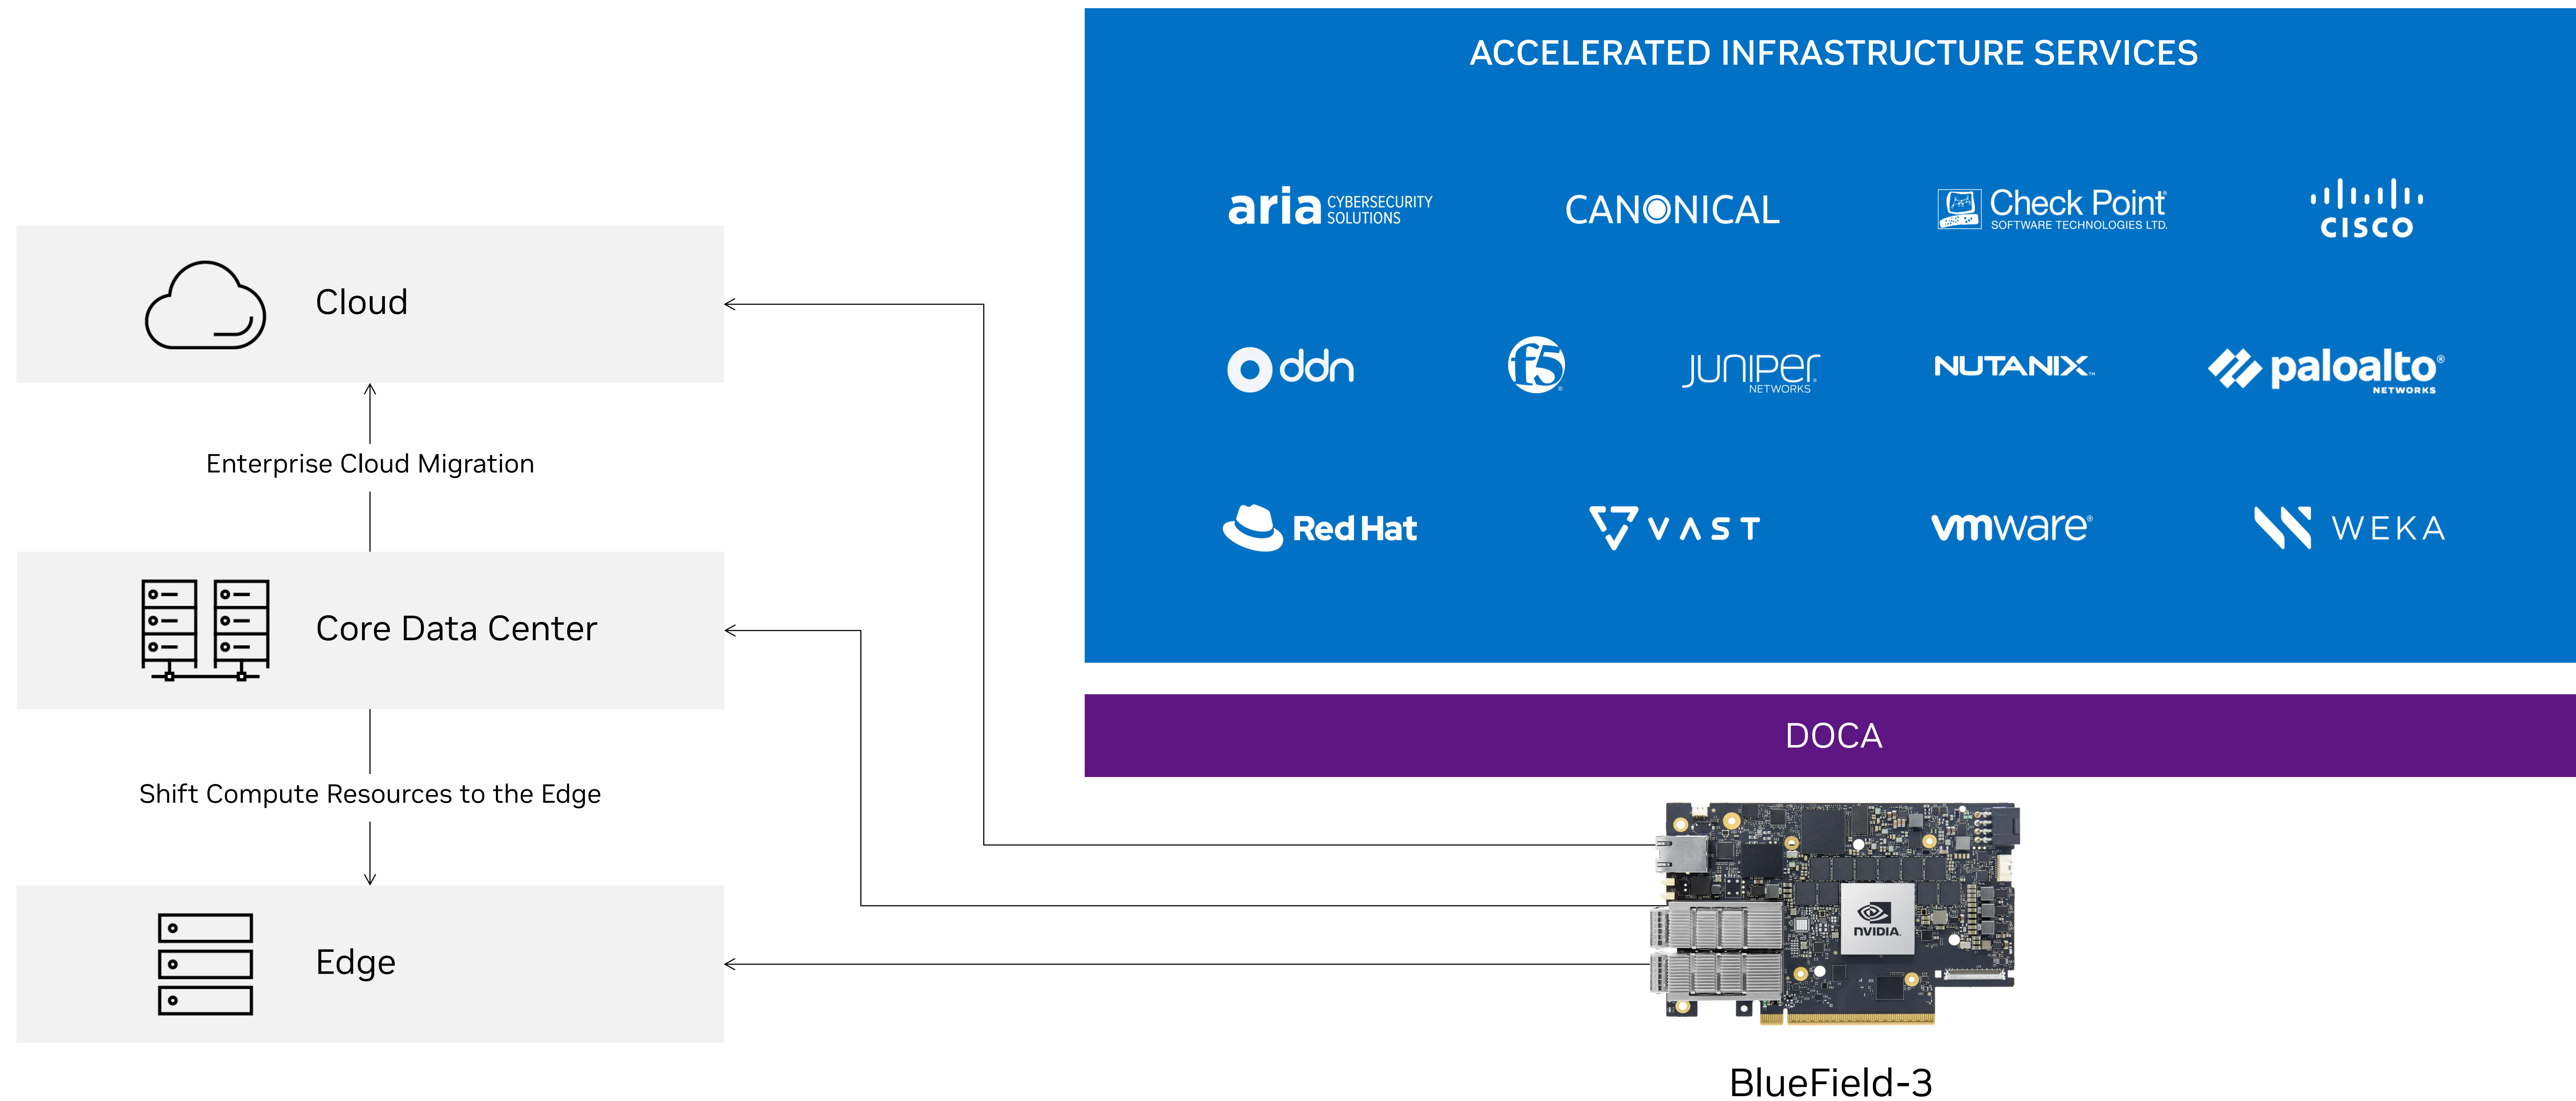 ACCELERATED INFRASTRUCTURE SERVICES
aria CYBERSECURITY
SOLUTIONS
CANONICAL
Check Point®
SOFTWARE TECHNOLOGIES LTD.
CISCO
ddn
f5®
JUNIPER®
NETWORKS
NUTANIX™
paloalto®
NETWORKS
Red Hat
VAST
vmware®
WEKA
DOCA
Cloud
Enterprise Cloud Migration
Core Data Center
Shift Compute Resources to the Edge
Edge
NVIDIA.
BlueField-3